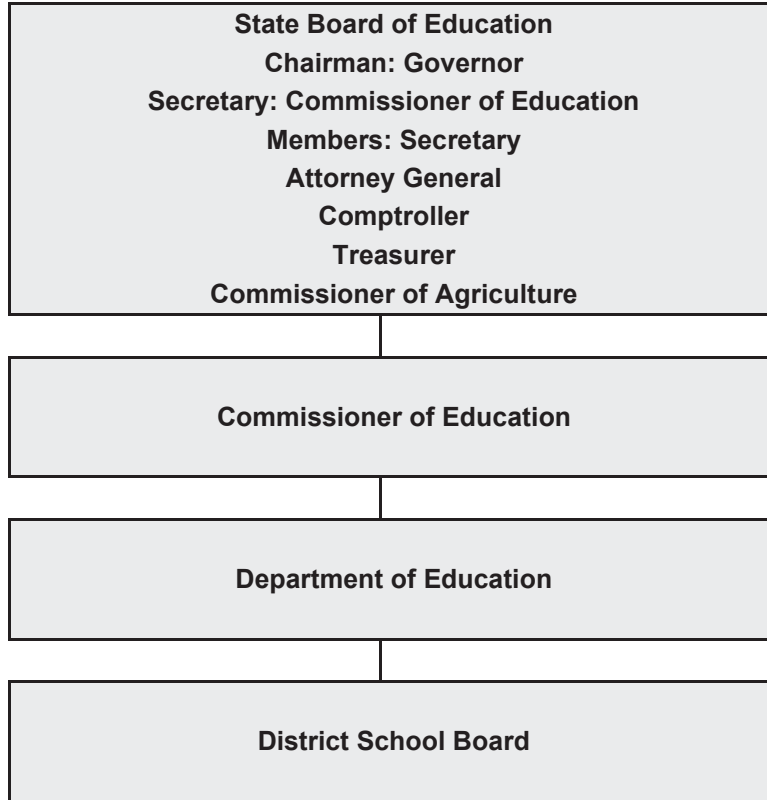 State Board of Education
Chairman: Governor
Secretary: Commissioner of Education
Members: Secretary
Attorney General
Comptroller
Treasurer
Commissioner of Agriculture
Commissioner of Education
Department of Education
District School Board